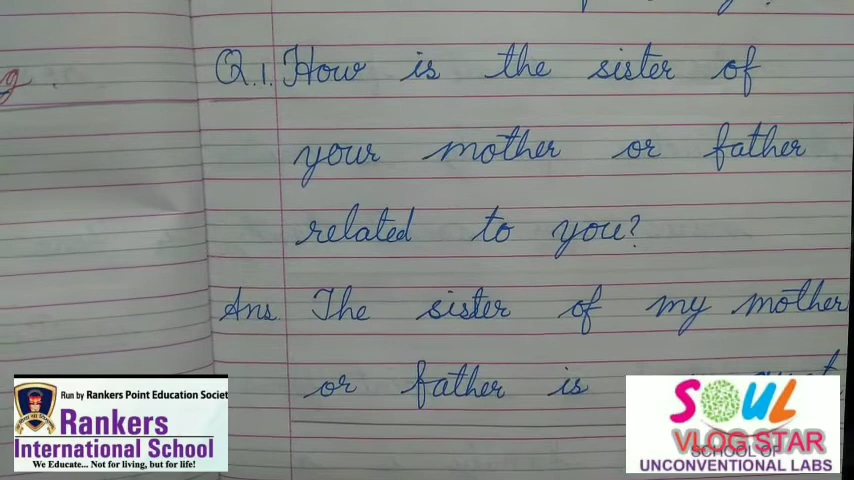 Q.1. How is the sister of
your mother or father
related to you?
Ans. The sister of my mother
or father is
Run by Rankers Point Education Societ
Rankers
International School
We Educate... Not for living, but for life!
SOUL
VLOG STAR
SCHOOL OF
UNCONVENTIONAL LABS